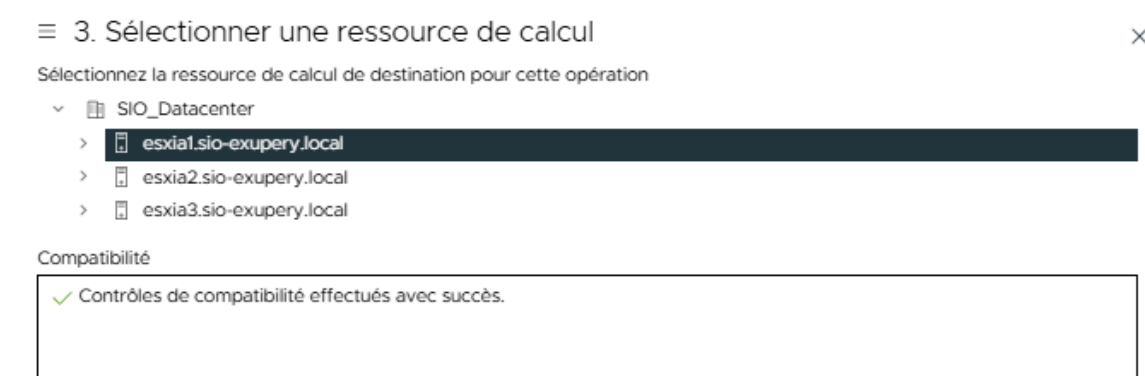 3. Sélectionner une ressource de calcul
Sélectionnez la ressource de calcul de destination pour cette opération
SIO_Datacenter
esxia1.sio-exupery.local
esxia2.sio-exupery.local
esxia3.sio-exupery.local
Compatibilité
Contrôles de compatibilité effectués avec succès.